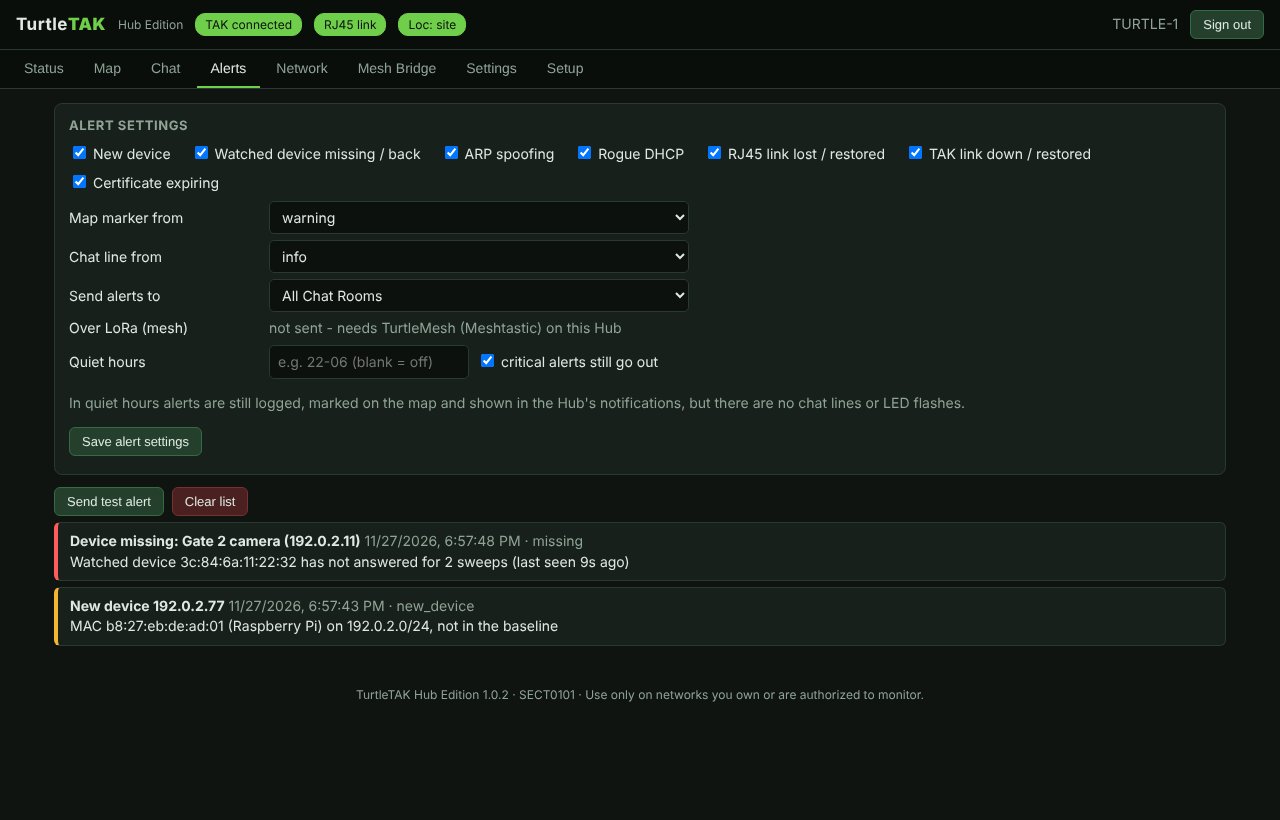 TurtleTAK Hub Edition TAK connected RJ45 link Loc: site TURTLE-1 Sign out
Status Map Chat Alerts Network Mesh Bridge Settings Setup
ALERT SETTINGS
New device Watched device missing / back ARP spoofing Rogue DHCP RJ45 link lost / restored TAK link down / restored
Certificate expiring
Map marker from warning
Chat line from info
Send alerts to All Chat Rooms
Over LoRa (mesh) not sent - needs TurtleMesh (Meshtastic) on this Hub
Quiet hours e.g. 22-06 (blank = off) critical alerts still go out
In quiet hours alerts are still logged, marked on the map and shown in the Hub's notifications, but there are no chat lines or LED flashes.
Save alert settings
Send test alert Clear list
Device missing: Gate 2 camera (192.0.2.11) 11/27/2026, 6:57:48 PM · missing
Watched device 3c:84:6a:11:22:32 has not answered for 2 sweeps (last seen 9s ago)
New device 192.0.2.77 11/27/2026, 6:57:43 PM · new_device
MAC b8:27:eb:de:ad:01 (Raspberry Pi) on 192.0.2.0/24, not in the baseline
TurtleTAK Hub Edition 1.0.2 · SECT0101 · Use only on networks you own or are authorized to monitor.